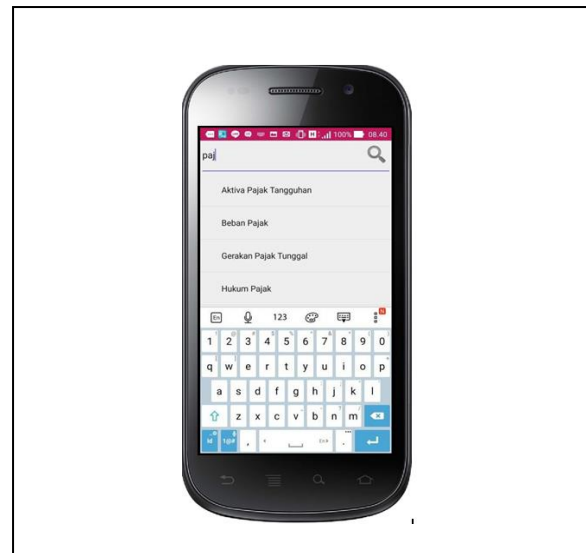 H 100% 08.40
paj
Aktiva Pajak Tangguhan
Beban Pajak
Gerakan Pajak Tunggal
Hukum Pajak
En 123 N
1 2 3 4 5 6 7 8 9 0
q w e r t y u i o p
a s d f g h j k l
z x c v b n m
1@# , .